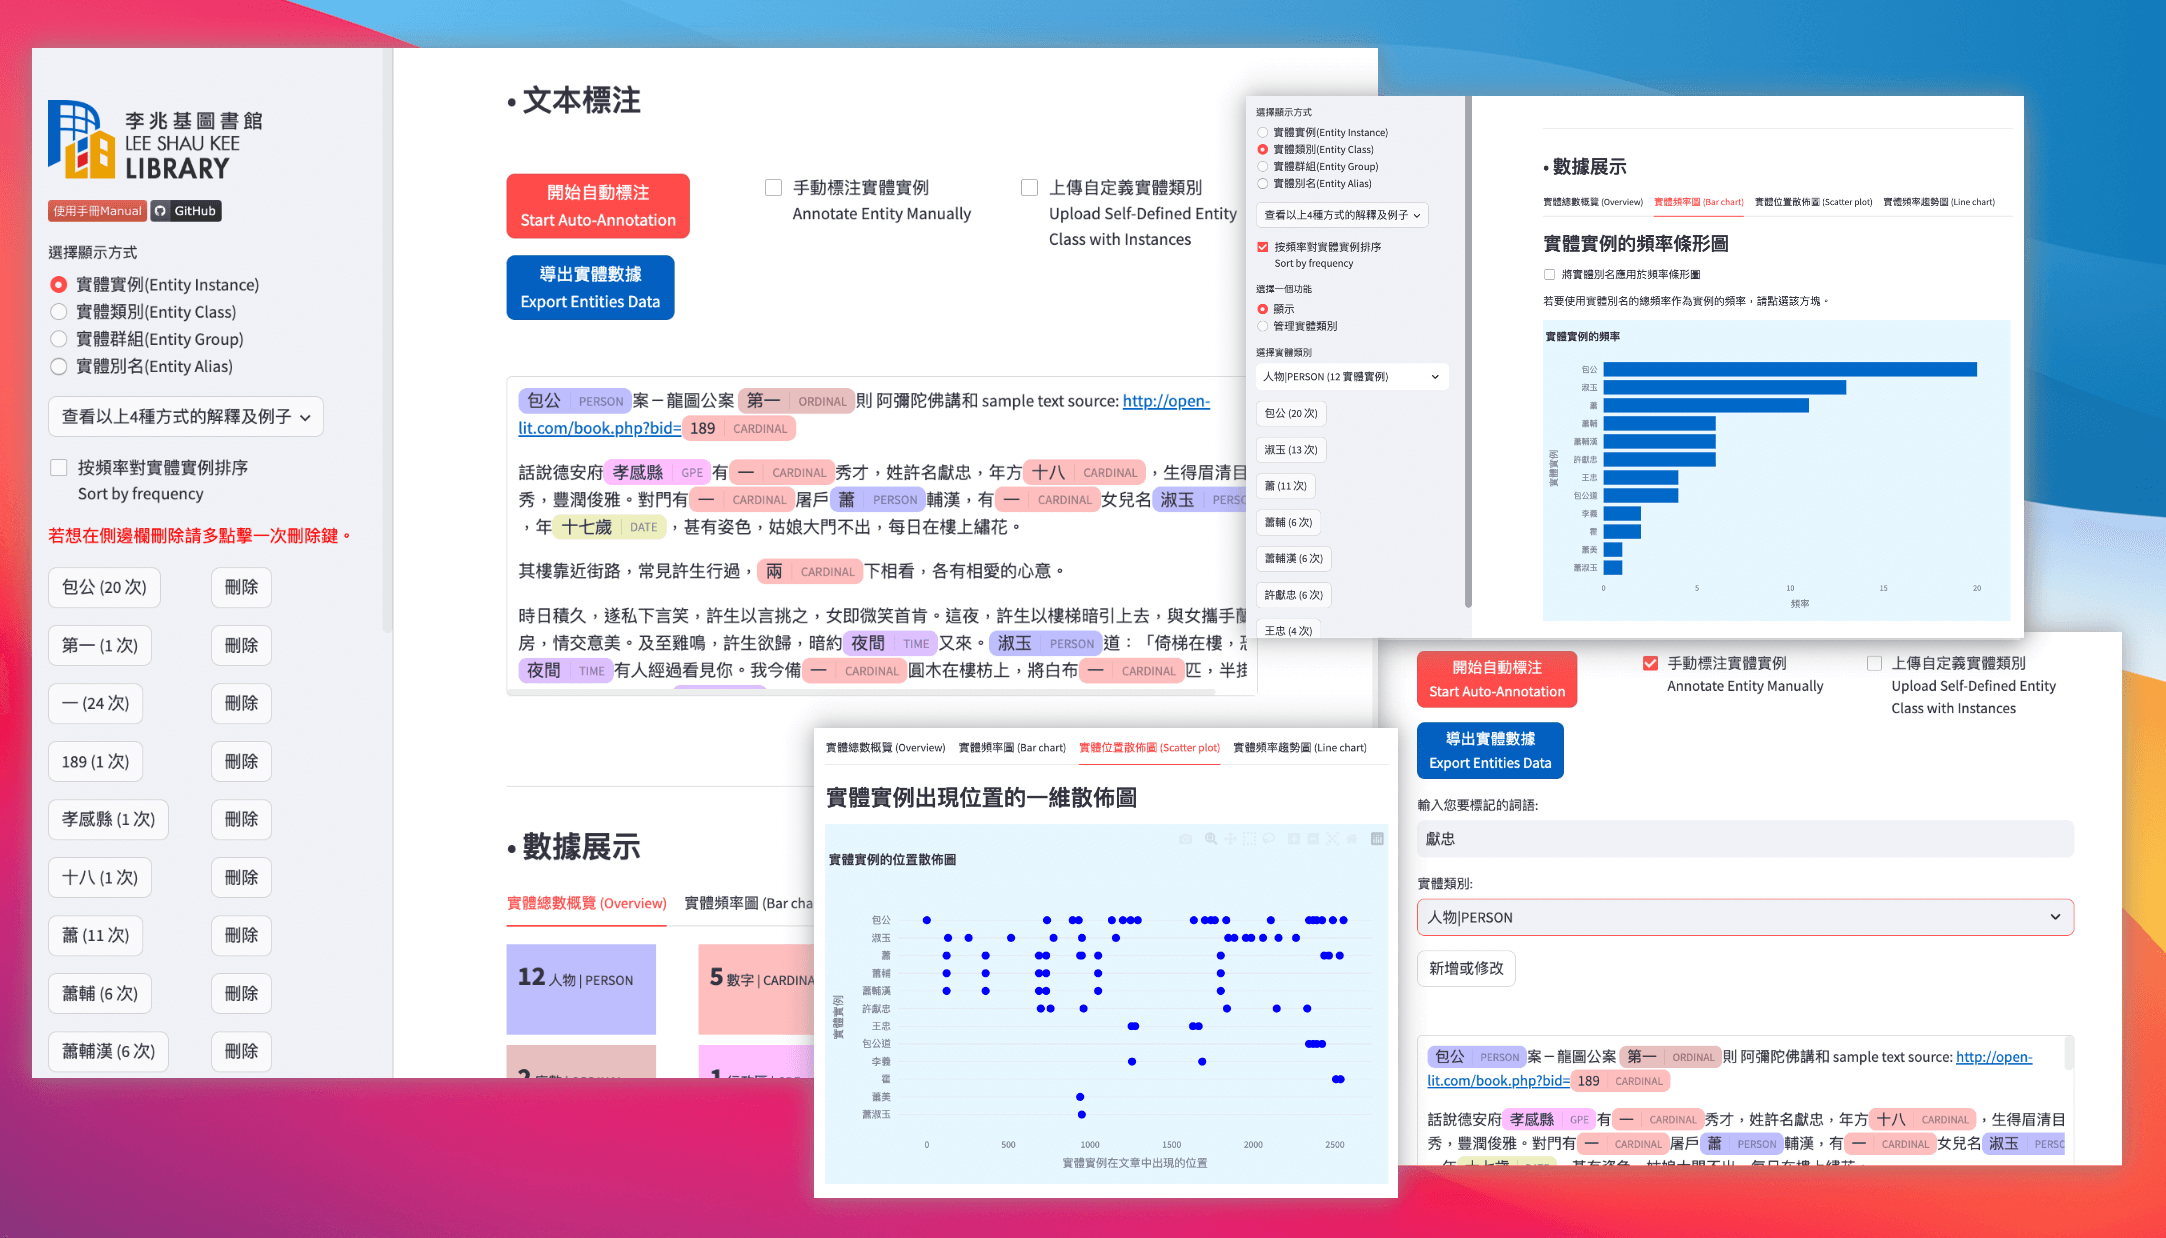 李兆基圖書館
LEE SHAU KEE
LIBRARY
使用手冊Manual GitHub
選擇顯示方式
實體實例(Entity Instance)
實體類別(Entity Class)
實體群組(Entity Group)
實體別名(Entity Alias)
查看以上4種方式的解釋及例子
按頻率對實體實例排序
Sort by frequency
若想在側邊欄刪除請多點擊一次刪除鍵。
包公 (20 次) 刪除
第一 (1 次) 刪除
一 (24 次) 刪除
189 (1 次) 刪除
孝感縣 (1 次) 刪除
十八 (1 次) 刪除
蕭 (11 次) 刪除
蕭輔 (6 次) 刪除
蕭輔漢 (6 次) 刪除
• 文本標注
開始自動標注
Start Auto-Annotation
手動標注實體實例
Annotate Entity Manually
上傳自定義實體類別
Upload Self-Defined Entity
Class with Instances
導出實體數據
Export Entities Data
包公 PERSON 案－龍圖公案 第一 ORDINAL 則 阿彌陀佛講和 sample text source: http://open-
lit.com/book.php?bid= 189 CARDINAL
話說德安府 孝感縣 GPE 有 一 CARDINAL 秀才，姓許名獻忠，年方 十八 CARDINAL ，生得眉清目
秀，豐潤俊雅。對門有 一 CARDINAL 屠戶 蕭 PERSON 輔漢，有 一 CARDINAL 女兒名 淑玉 PERSO
，年 十七歲 DATE ，甚有姿色，姑娘大門不出，每日在樓上繡花。
其樓靠近街路，常見許生行過， 兩 CARDINAL 下相看，各有相愛的心意。
時日積久，遂私下言笑，許生以言挑之，女即微笑首肯。這夜，許生以樓梯暗引上去，與女攜手蘭
房，情交意美。及至雞鳴，許生欲歸，暗約 夜間 TIME 又來。 淑玉 PERSON 道：「倚梯在樓，
夜間 TIME 有人經過看見你。我今備 一 CARDINAL 圓木在樓枋上，將白布 一 CARDINAL 匹，半掛
• 數據展示
實體總數概覽 (Overview) 實體頻率圖 (Bar cha
12 人物 | PERSON
5 數字 | CARDINA
選擇顯示方式
實體實例(Entity Instance)
實體類別(Entity Class)
實體群組(Entity Group)
實體別名(Entity Alias)
查看以上4種方式的解釋及例子
按頻率對實體實例排序
Sort by frequency
選擇一個功能
顯示
管理實體類別
選擇實體類別
人物|PERSON (12 實體實例)
包公 (20 次)
淑玉 (13 次)
蕭 (11 次)
蕭輔 (6 次)
蕭輔漢 (6 次)
許獻忠 (6 次)
王忠 (4 次)
• 數據展示
實體總數概覽 (Overview) 實體頻率圖 (Bar chart) 實體位置散佈圖 (Scatter plot) 實體頻率趨勢圖 (Line chart)
實體實例的頻率條形圖
將實體別名應用於頻率條形圖
若要使用實體別名的總頻率作為實例的頻率，請點選該方塊。
實體實例的頻率
實體實例
包公
淑玉
蕭
蕭輔
蕭輔漢
許獻忠
王忠
包公道
李義
霍
蕭美
蕭淑玉
0 5 10 15 20
頻率
實體總數概覽 (Overview) 實體頻率圖 (Bar chart) 實體位置散佈圖 (Scatter plot) 實體頻率趨勢圖 (Line chart)
實體實例出現位置的一維散佈圖
實體實例的位置散佈圖
實體實例
包公
淑玉
蕭
蕭輔
蕭輔漢
許獻忠
王忠
包公道
李義
霍
蕭美
蕭淑玉
0 500 1000 1500 2000 2500
實體實例在文章中出現的位置
開始自動標注
Start Auto-Annotation
手動標注實體實例
Annotate Entity Manually
上傳自定義實體類別
Upload Self-Defined Entity
Class with Instances
導出實體數據
Export Entities Data
輸入您要標記的詞語:
獻忠
實體類別:
人物|PERSON
新增或修改
包公 PERSON 案－龍圖公案 第一 ORDINAL 則 阿彌陀佛講和 sample text source: http://open-
lit.com/book.php?bid= 189 CARDINAL
話說德安府 孝感縣 GPE 有 一 CARDINAL 秀才，姓許名獻忠，年方 十八 CARDINAL ，生得眉清目
秀，豐潤俊雅。對門有 一 CARDINAL 屠戶 蕭 PERSON 輔漢，有 一 CARDINAL 女兒名 淑玉 PERSO